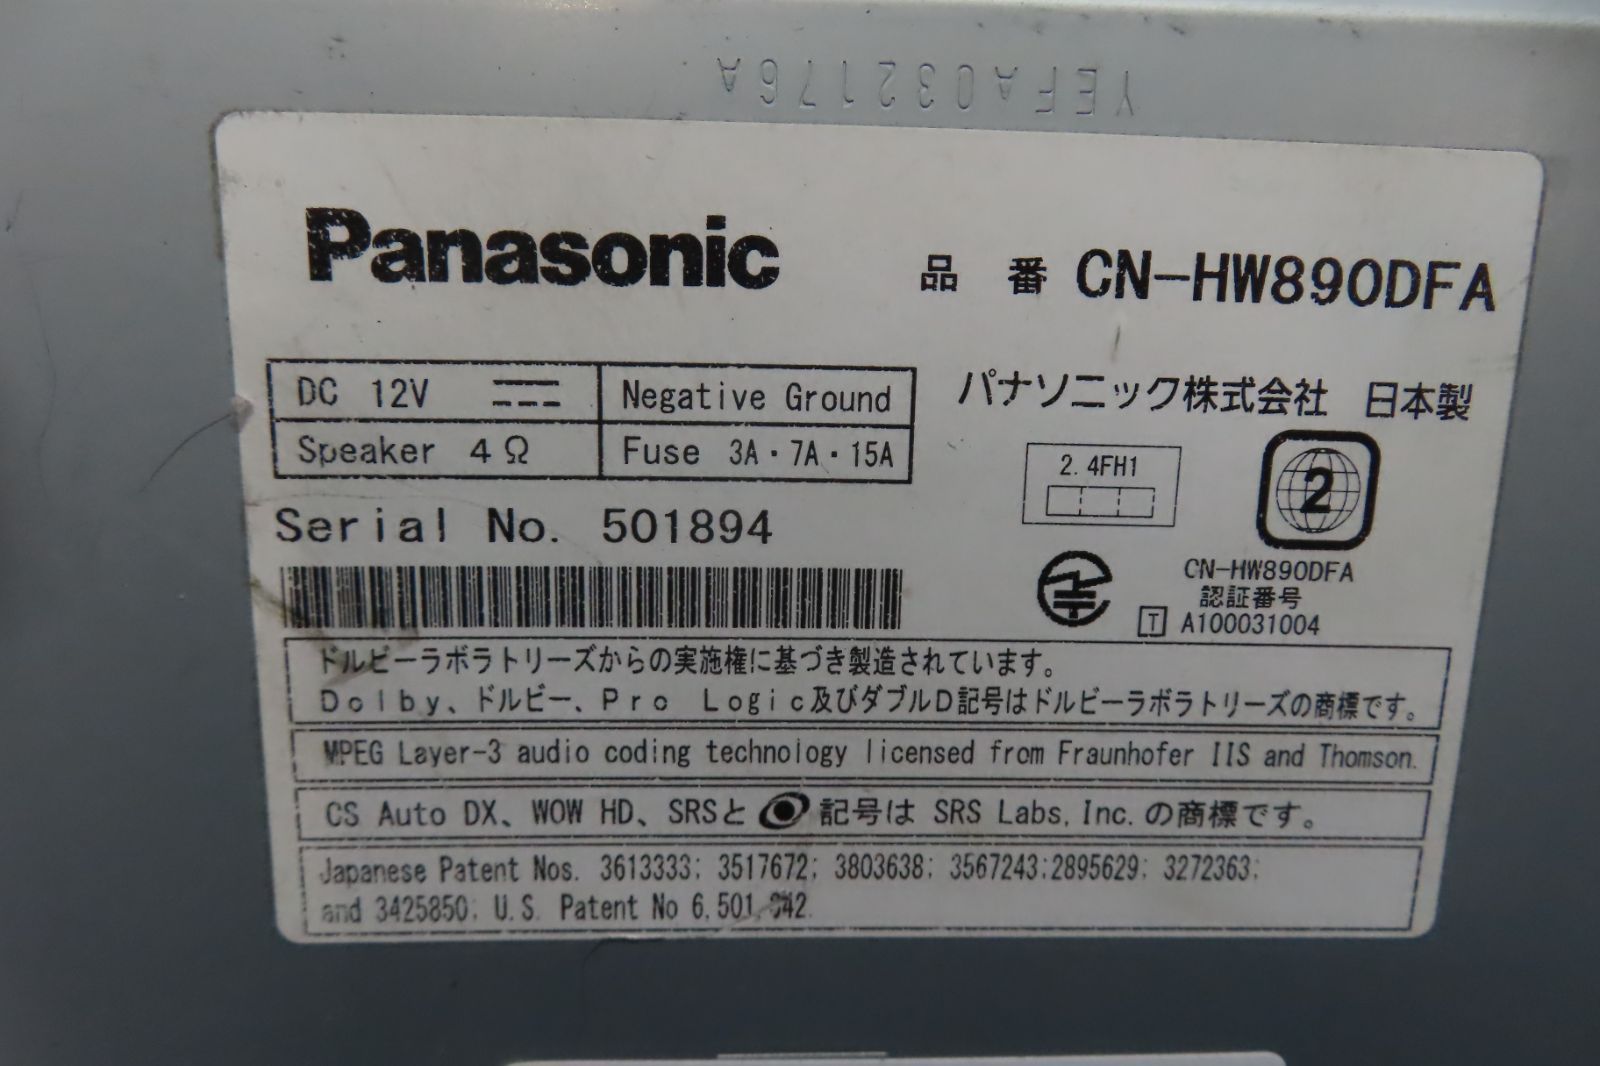 YEFA032176A
Panasonic
品番 CN-HW890DFA
DC 12V
Negative Ground
Speaker 4Ω
Fuse 3A・7A・15A
パナソニック株式会社 日本製
2.4FH1
2
Serial No. 501894
CN-HW890DFA
認証番号
T A100031004
ドルビーラボラトリーズからの実施権に基づき製造されています。
Dolby、ドルビー、Pro Logic及びダブルD記号はドルビーラボラトリーズの商標です。
MPEG Layer-3 audio coding technology licensed from Fraunhofer IIS and Thomson.
CS Auto DX、WOW HD、SRSと 記号は SRS Labs, Inc. の商標です。
Japanese Patent Nos. 3613333; 3517672; 3803638; 3567243;2895629; 3272363;
and 3425850; U.S. Patent No 6,501,